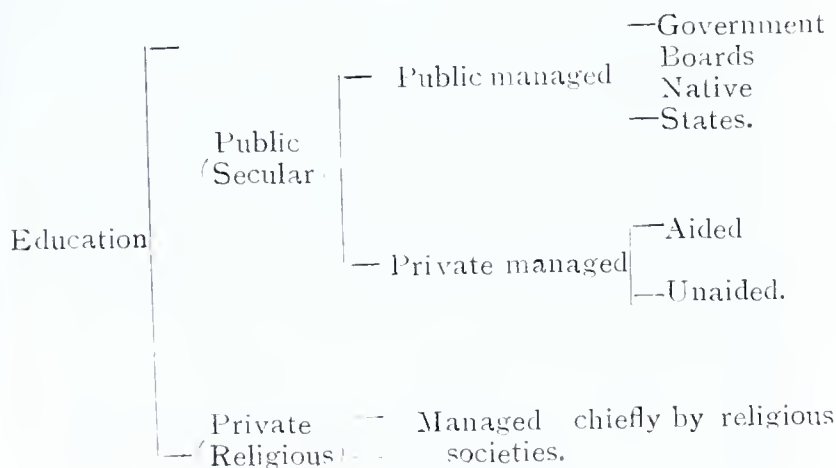 —Government
Boards
— Public managed
Native
—States.
Public
(Secular
Education
—Aided
— Private managed
—Unaided.
Private — Managed chiefly by religious
—(Religious) societies.